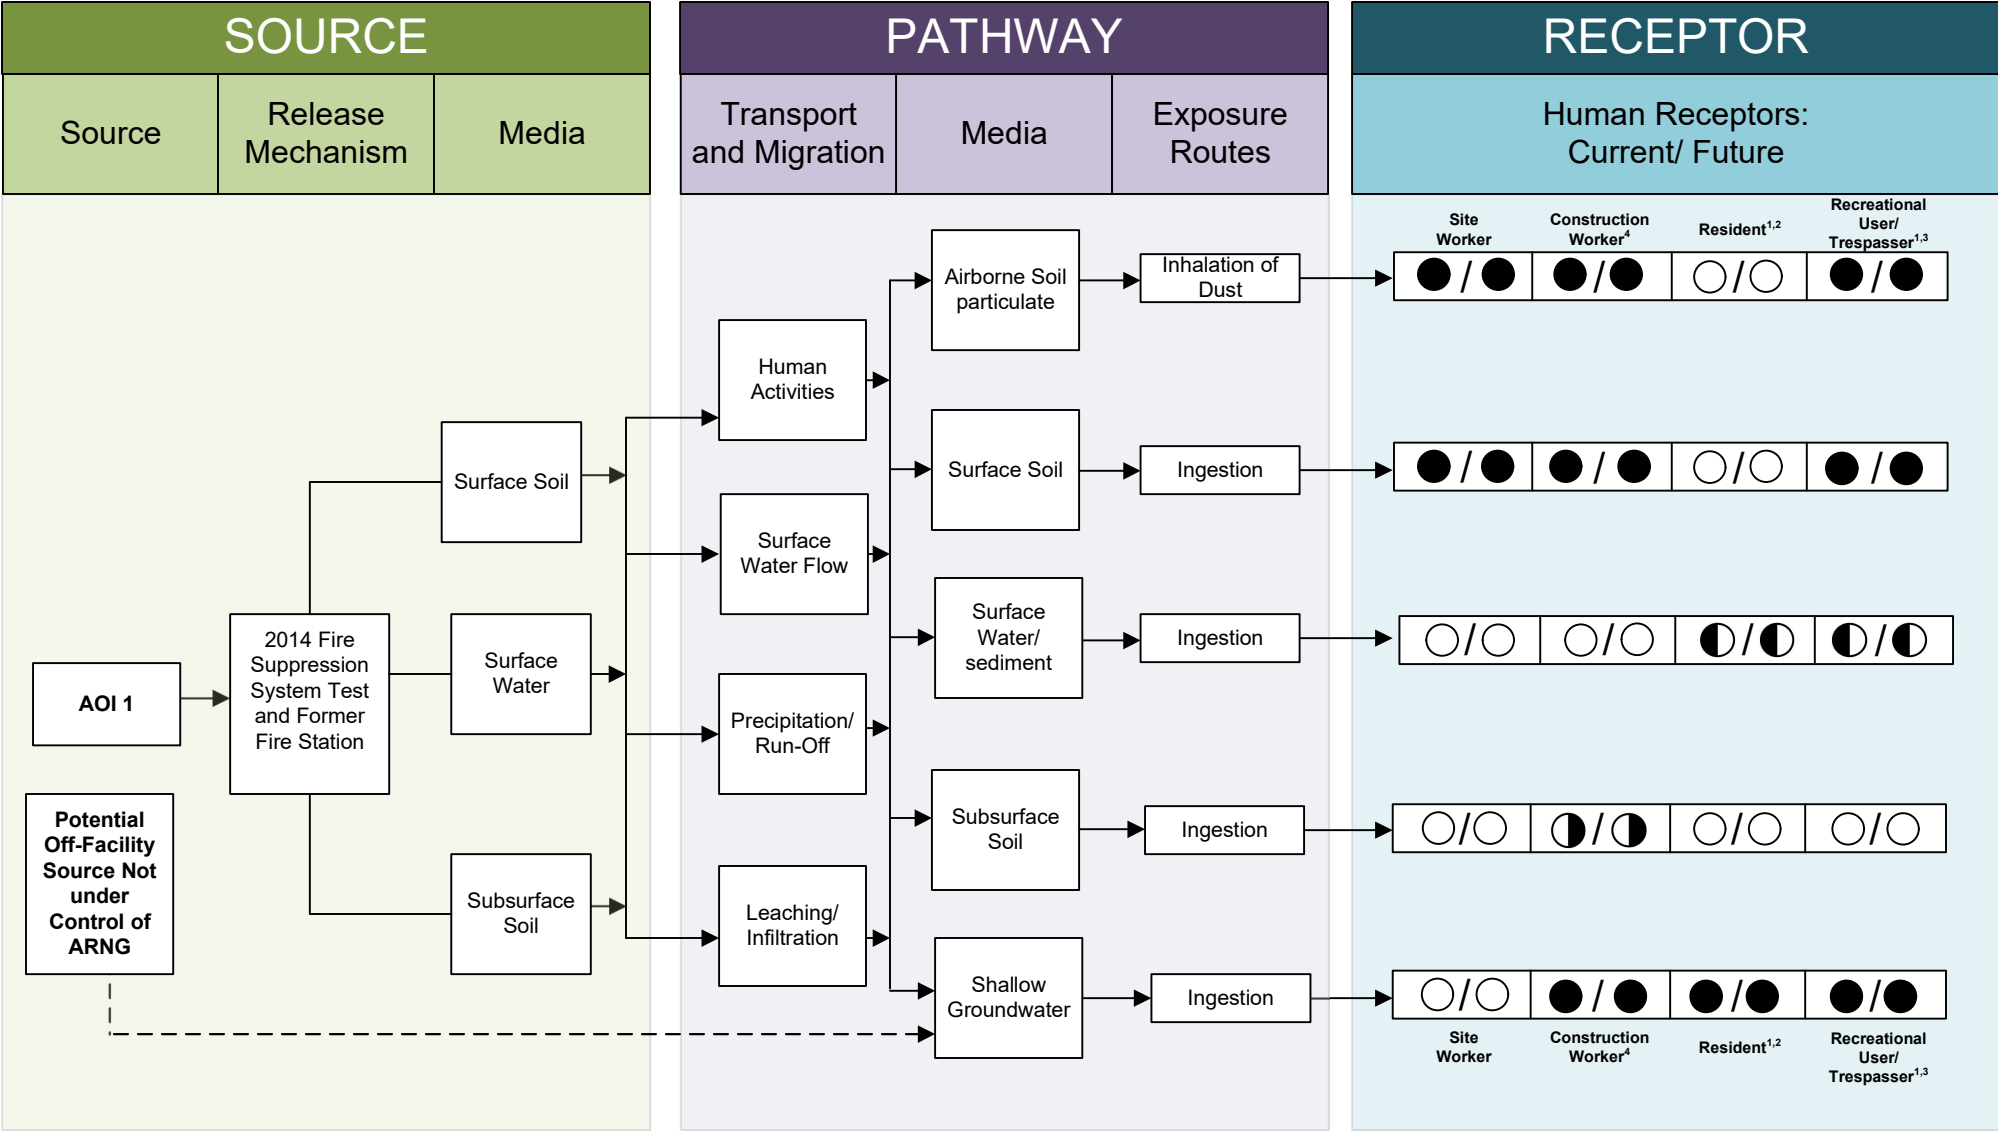 SOURCE
PATHWAY
RECEPTOR
Source
Release
Mechanism
Media
Transport
and Migration
Media
Exposure
Routes
Human Receptors:
Current/ Future
Site
Worker
Construction
Worker4
Resident1,2
Recreational
User/
Trespasser1,3
Airborne Soil
particulate
Inhalation of
Dust
/ / / /
Human
Activities
Surface Soil
Surface Soil
Ingestion
/ / / /
Surface
Water Flow
2014 Fire
Suppression
System Test
and Former
Fire Station
Surface
Water
Surface
Water/
sediment
Ingestion
/ / / /
AOI 1
Precipitation/
Run-Off
Potential
Off-Facility
Source Not
under
Control of
ARNG
Subsurface
Soil
Ingestion
/ / / /
Subsurface
Soil
Leaching/
Infiltration
Shallow
Groundwater
Ingestion
/ / / /
Site
Worker
Construction
Worker4
Resident1,2
Recreational
User/
Trespasser1,3